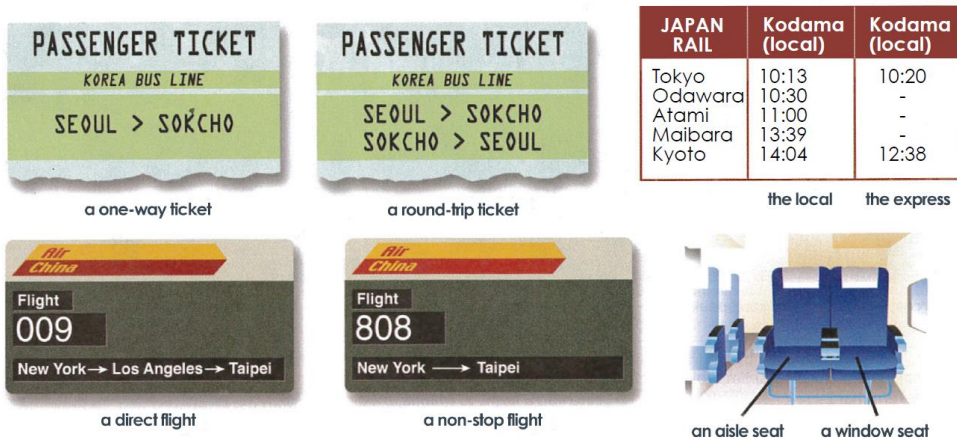 PASSENGER TICKET
KOREA BUS LINE
SEOUL > SOKCHO
a one-way ticket
PASSENGER TICKET
KOREA BUS LINE
SEOUL > SOKCHO
SOKCHO > SEOUL
a round-trip ticket
JAPAN RAIL Kodama (local) Kodama (local)
Tokyo 10:13 10:20
Odawara 10:30 -
Atami 11:00 -
Maibara 13:39 -
Kyoto 14:04 12:38
the local the express
Air
China
Flight
009
New York→ Los Angeles→ Taipei
a direct flight
Air
China
Flight
808
New York → Taipei
a non-stop flight
an aisle seat a window seat